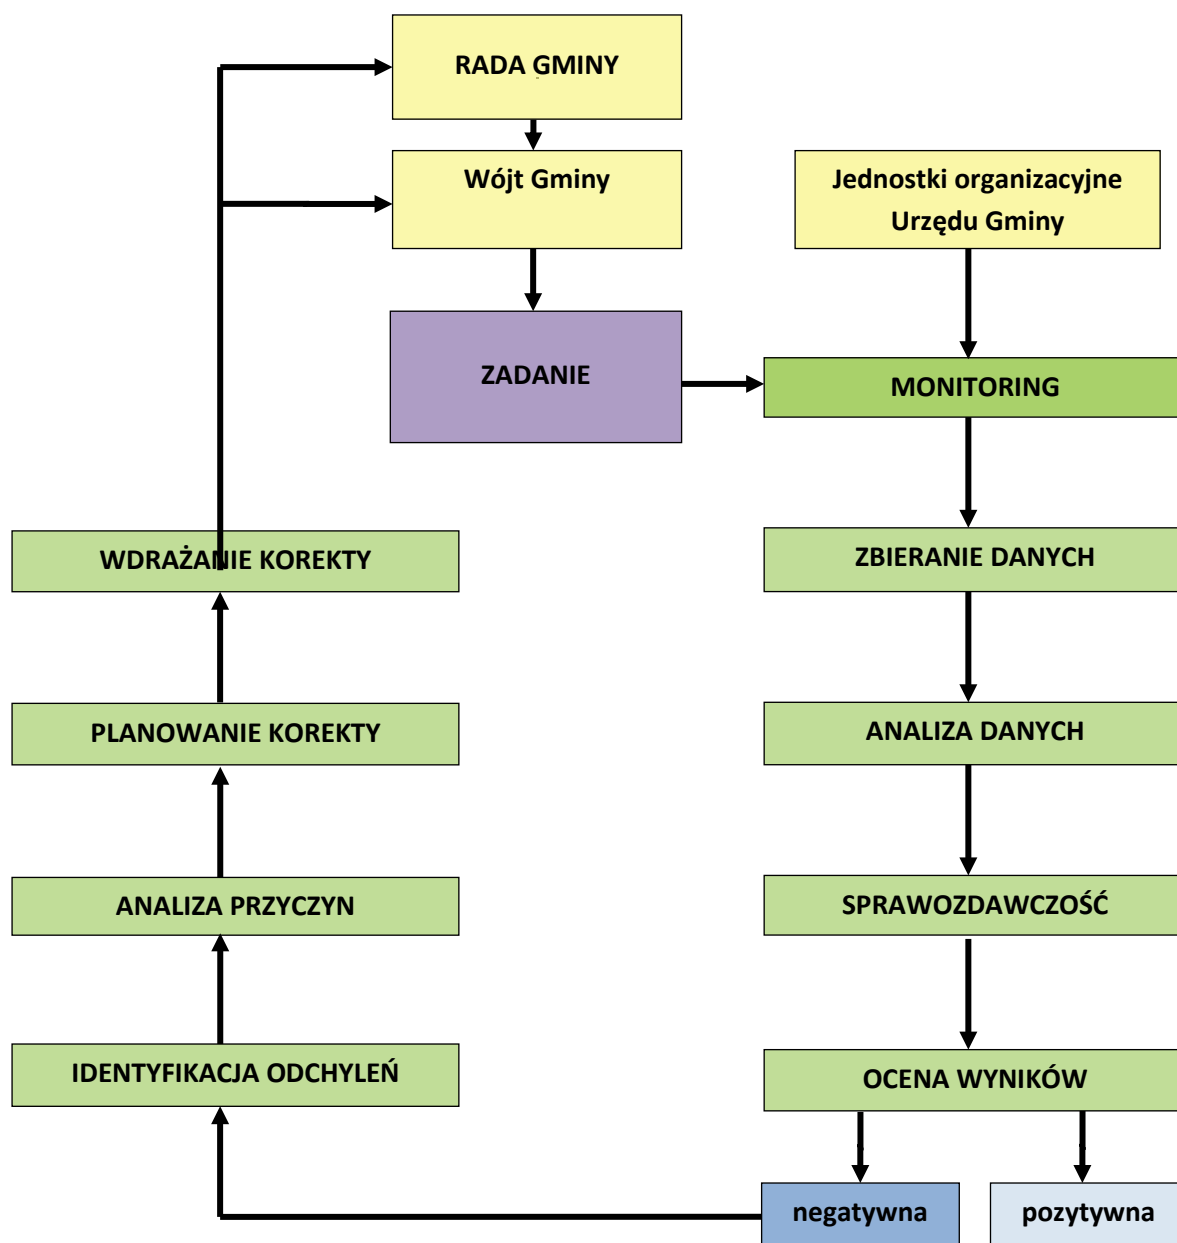 RADA GMINY
Wójt Gminy
Jednostki organizacyjne
Urzędu Gminy
ZADANIE
MONITORING
WDRAŻANIE KOREKTY
ZBIERANIE DANYCH
PLANOWANIE KOREKTY
ANALIZA DANYCH
ANALIZA PRZYCZYN
SPRAWOZDAWCZOŚĆ
IDENTYFIKACJA ODCHYLEŃ
OCENA WYNIKÓW
negatywna
pozytywna